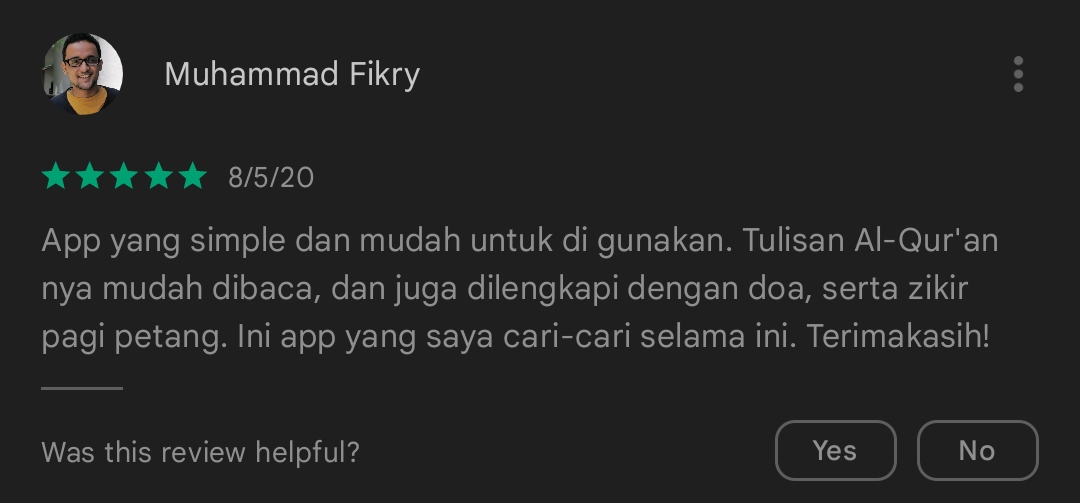 Muhammad Fikry
8/5/20
App yang simple dan mudah untuk di gunakan. Tulisan Al-Qur'an
nya mudah dibaca, dan juga dilengkapi dengan doa, serta zikir
pagi petang. Ini app yang saya cari-cari selama ini. Terimakasih!
Was this review helpful?
Yes
No